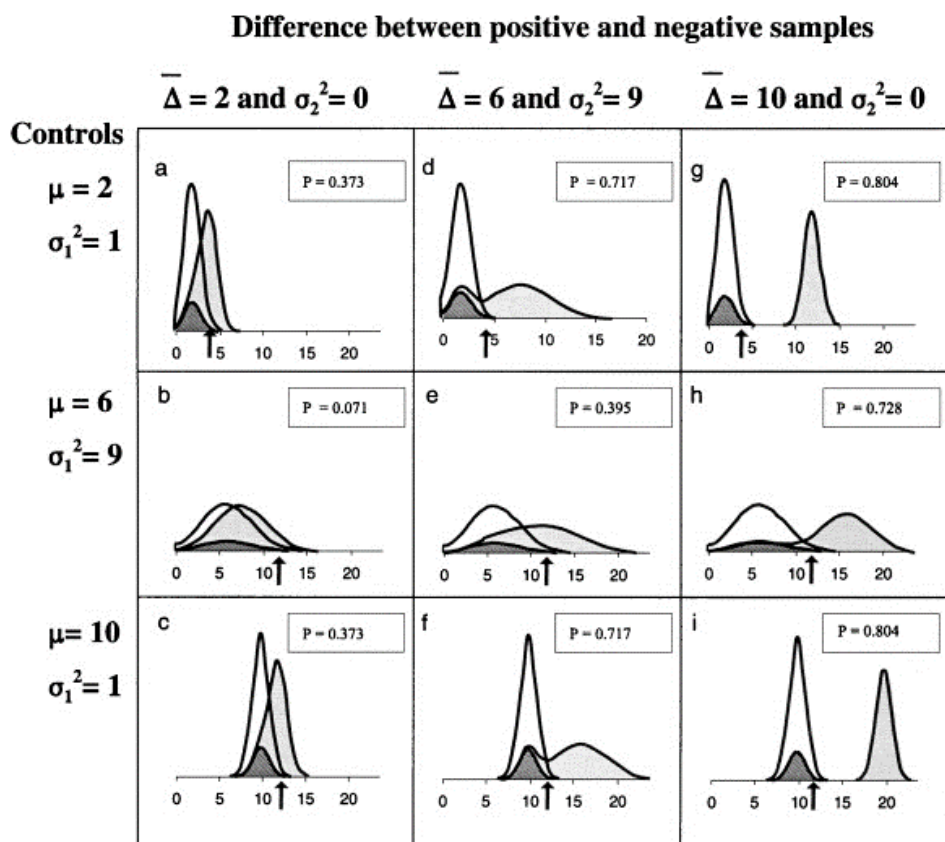 Difference between positive and negative samples
Δ̅ = 2 and σ₂²= 0
Δ̅ = 6 and σ₂²= 9
Δ̅ = 10 and σ₂²= 0
Controls
μ = 2
σ₁²= 1
a
P = 0.373
0 5 10 15 20
d
P = 0.717
0 5 10 15 20
g
P = 0.804
0 5 10 15 20
μ = 6
σ₁²= 9
b
P = 0.071
0 5 10 15 20
e
P = 0.395
0 5 10 15 20
h
P = 0.728
0 5 10 15 20
μ= 10
σ₁²= 1
c
P = 0.373
0 5 10 15 20
f
P = 0.717
0 5 10 15 20
i
P = 0.804
0 5 10 15 20